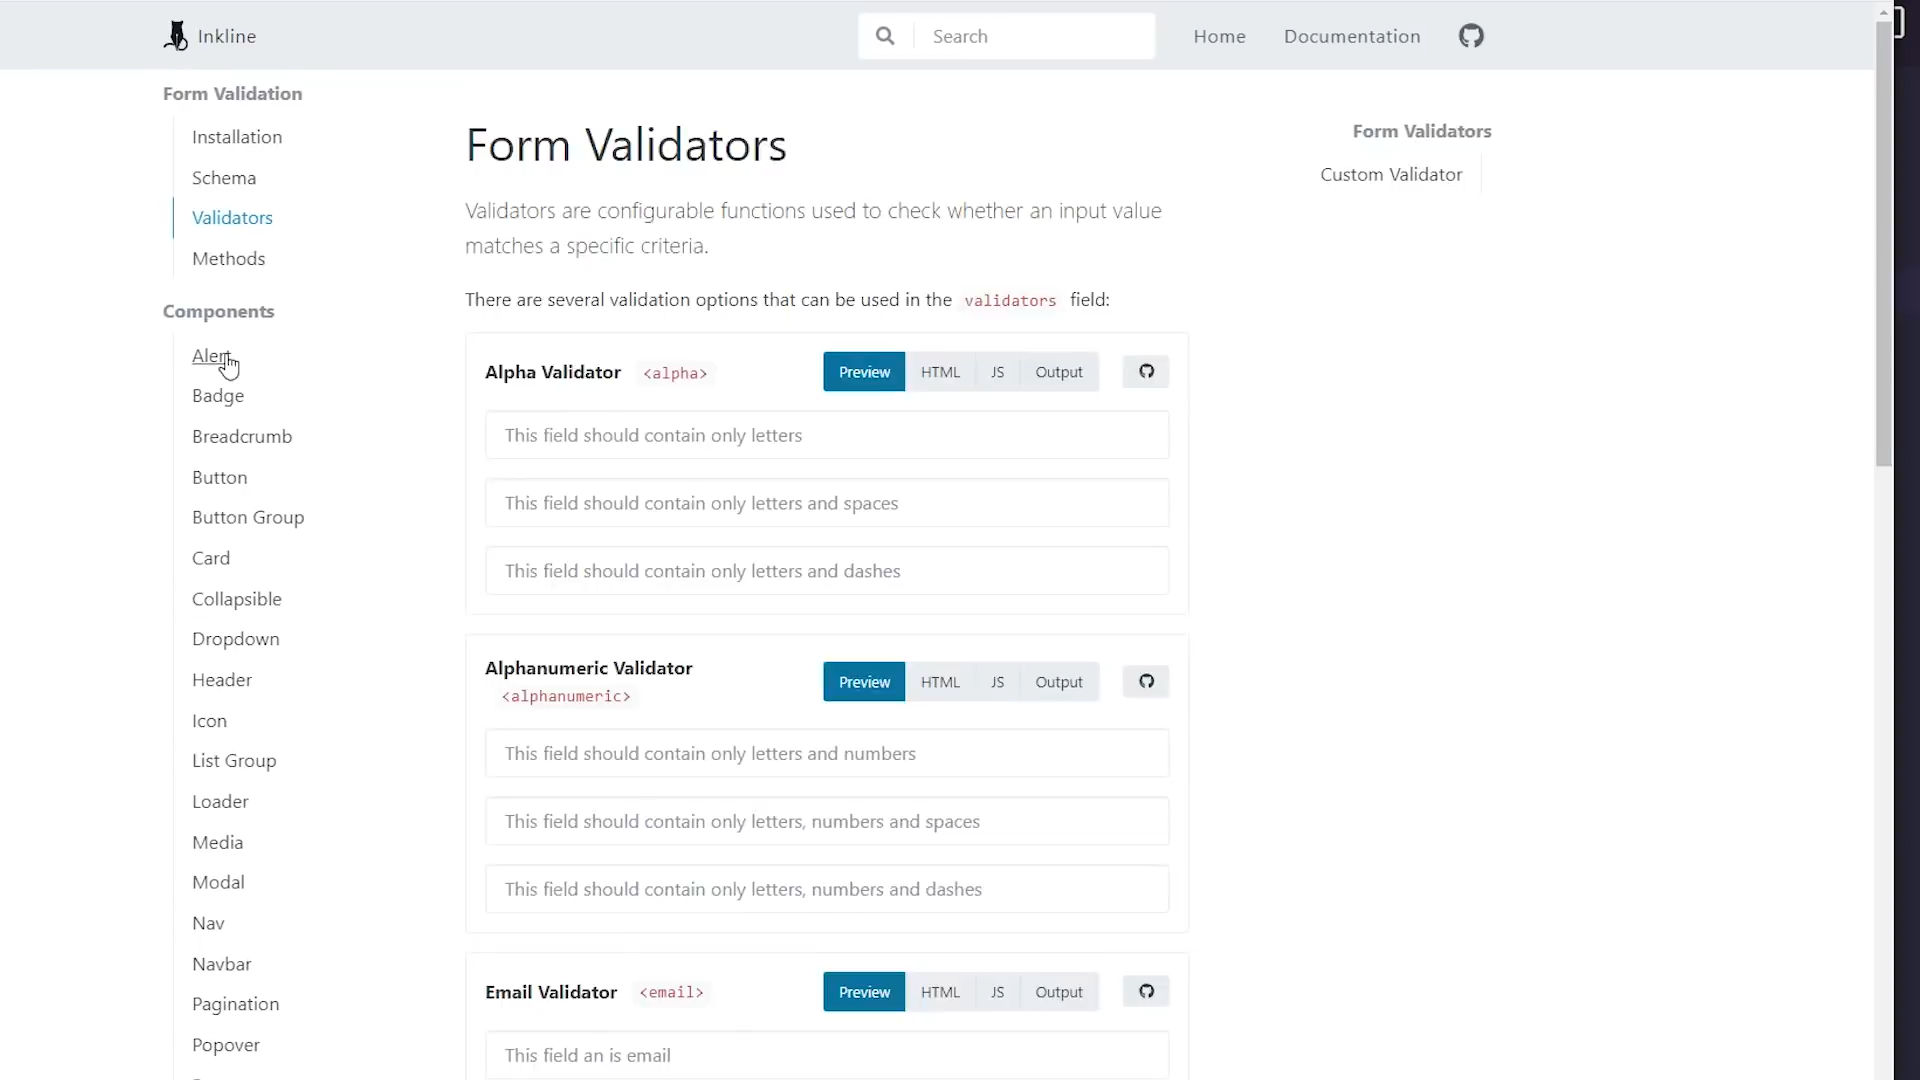 Inkline
Search
Home
Documentation
Form Validation
Installation
Schema
Validators
Methods
Components
Alert
Badge
Breadcrumb
Button
Button Group
Card
Collapsible
Dropdown
Header
Icon
List Group
Loader
Media
Modal
Nav
Navbar
Pagination
Popover
Form Validators
Validators are configurable functions used to check whether an input value
matches a specific criteria.
There are several validation options that can be used in the validators field:
Alpha Validator <alpha>
Preview HTML JS Output
This field should contain only letters
This field should contain only letters and spaces
This field should contain only letters and dashes
Alphanumeric Validator
<alphanumeric>
Preview HTML JS Output
This field should contain only letters and numbers
This field should contain only letters, numbers and spaces
This field should contain only letters, numbers and dashes
Email Validator <email>
Preview HTML JS Output
This field an is email
Form Validators
Custom Validator